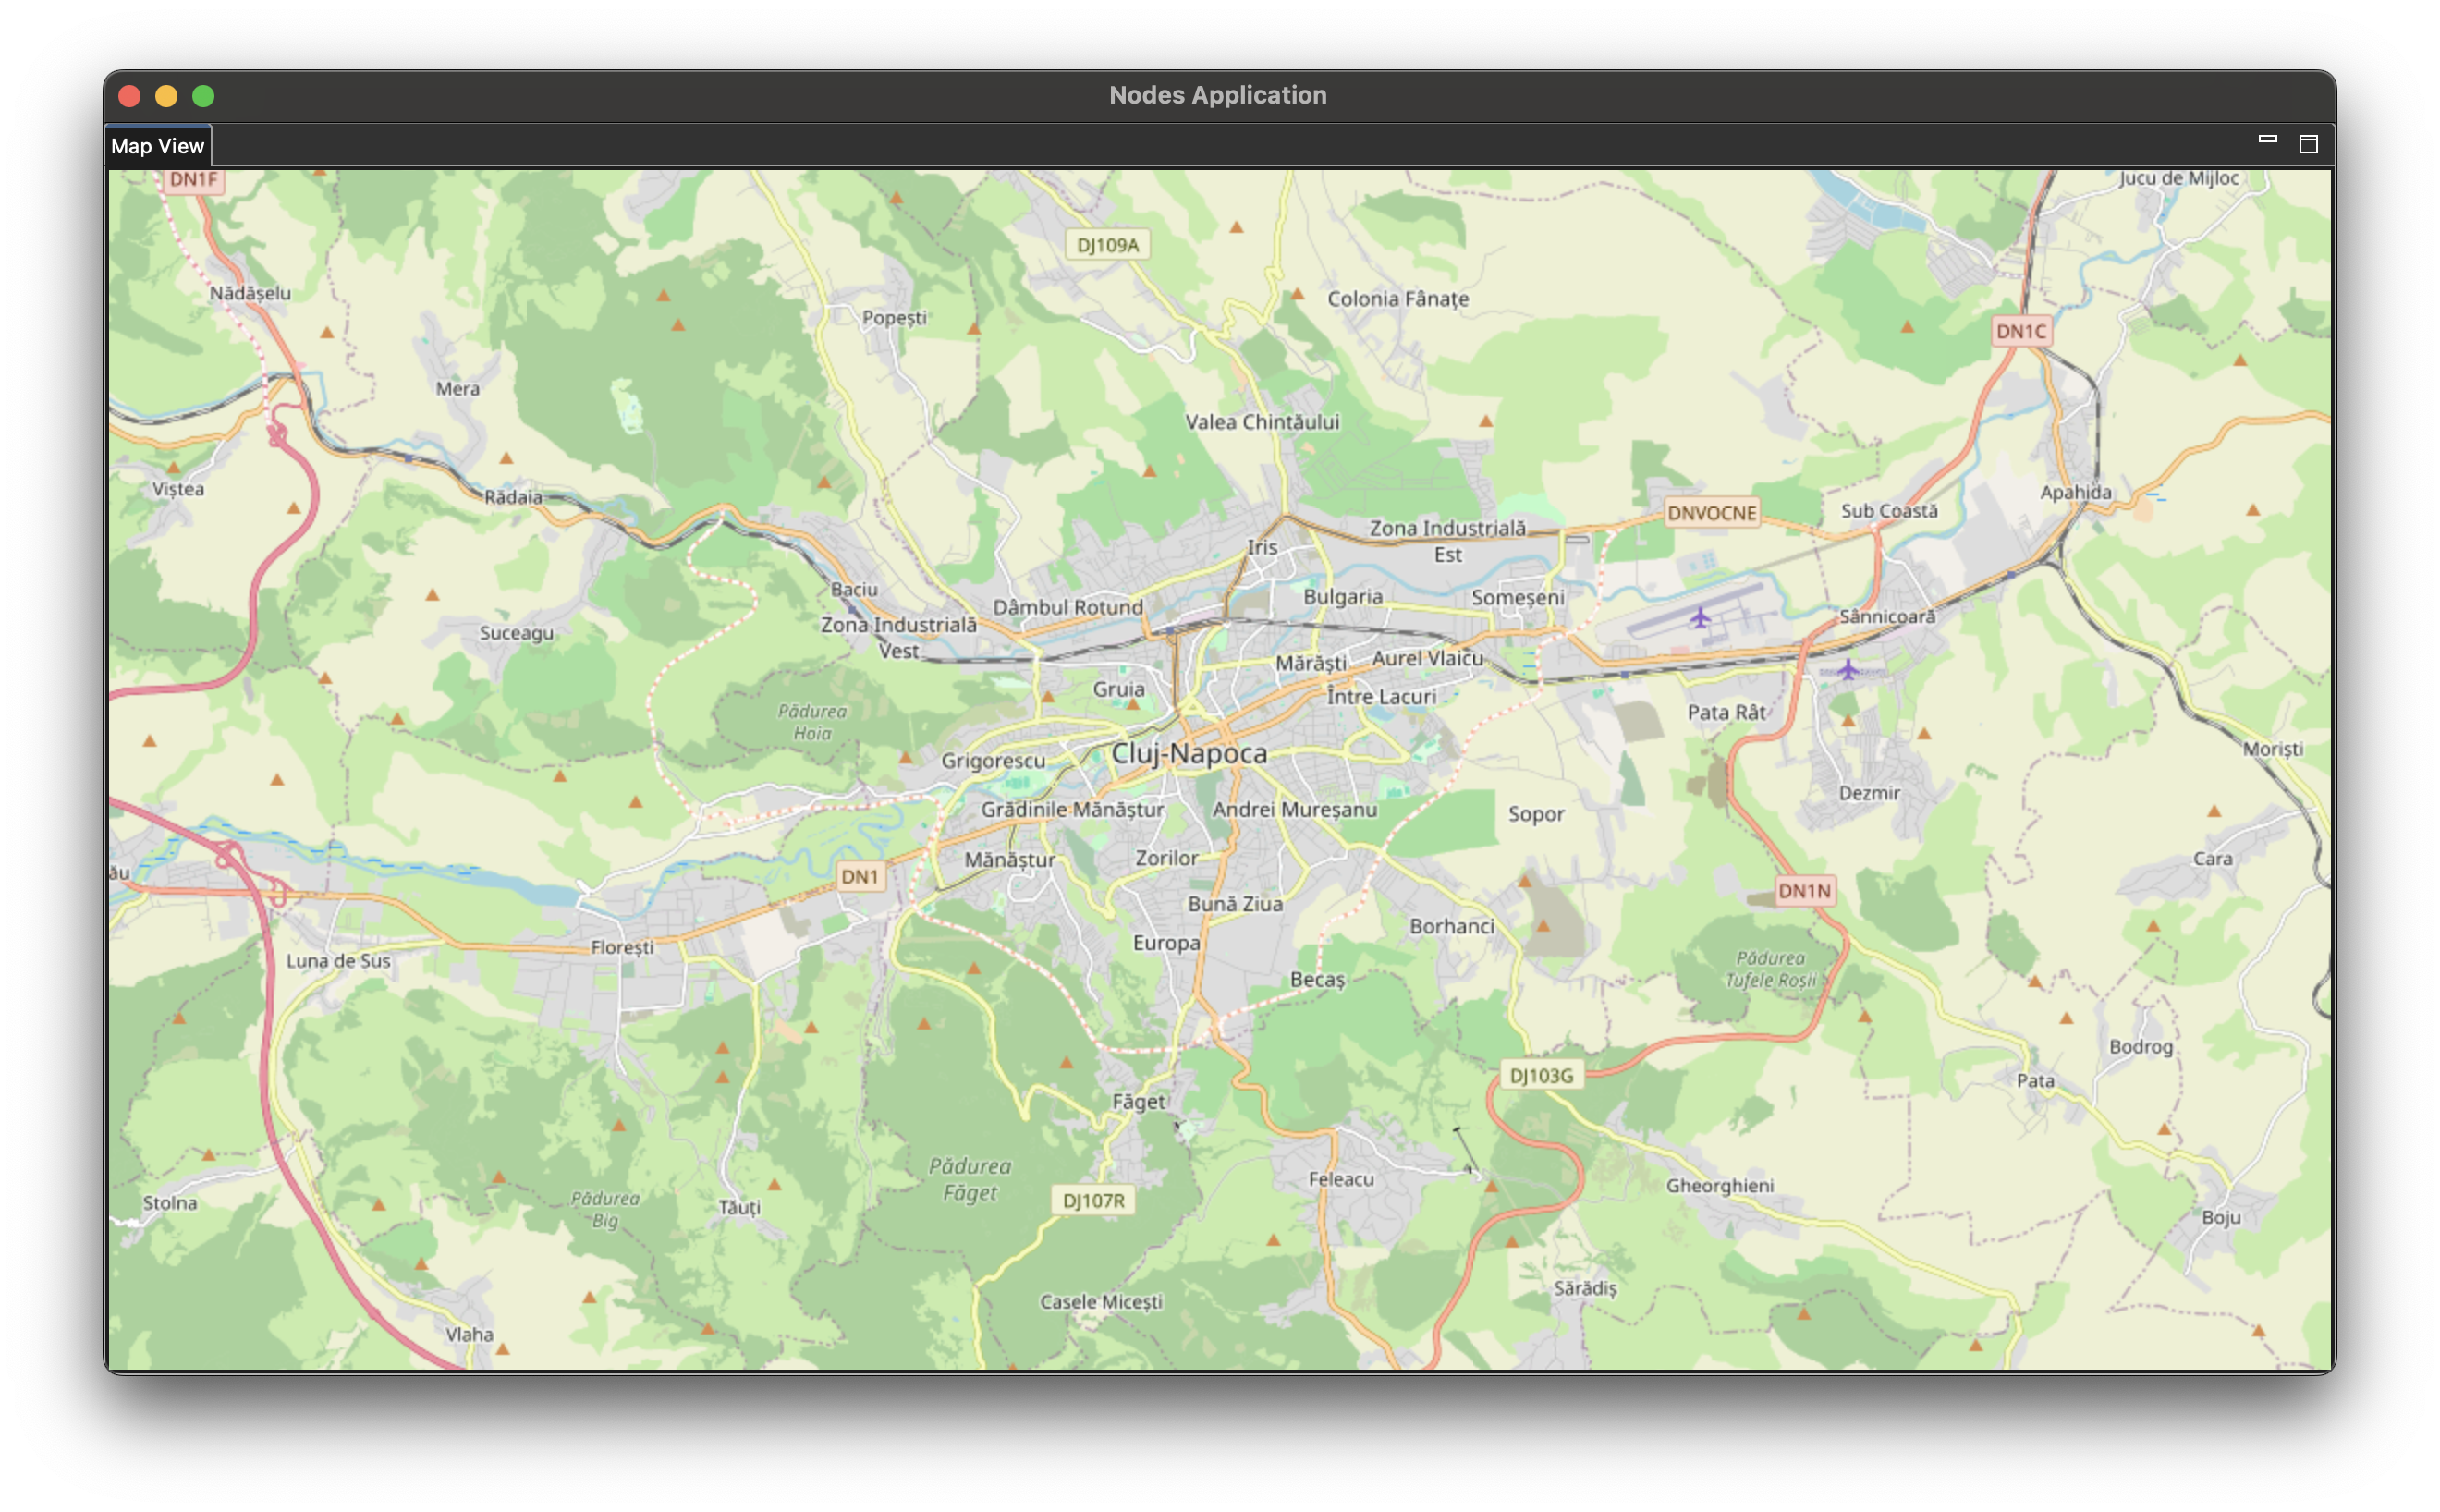 Nodes Application
Map View
DN1F
Jucu de Mijloc
DJ109A
Nădășelu
Colonia Fânațe
Popești
DN1C
Mera
Valea Chintăului
Viștea
Rădaia
Apahida
Sub Coastă
DNVOCNE
Zona Industrială
Est
Iris
Baciu
Bulgaria
Someșeni
Dâmbul Rotund
Sânnicoară
Zona Industrială
Vest
Suceagu
Mărăști
Aurel Vlaicu
Gruia
Între Lacuri
Pădurea
Hoia
Pata Rât
Morișți
Cluj-Napoca
Grigorescu
Dezmir
Grădinile Mănăștur
Andrei Mureșanu
Sopor
Mănăștur
Zorilor
Cara
ău
DN1
DN1N
Bună Ziua
Borhanci
Florești
Europa
Luna de Sus
Pădurea
Tufele Roșii
Becaș
Bodrog
DJ103G
Pata
Făget
Pădurea
Făget
Feleacu
Gheorghieni
Stolna
Pădurea
Big
Tăuți
DJ107R
Boju
Sărădiș
Casele Micești
Vlaha